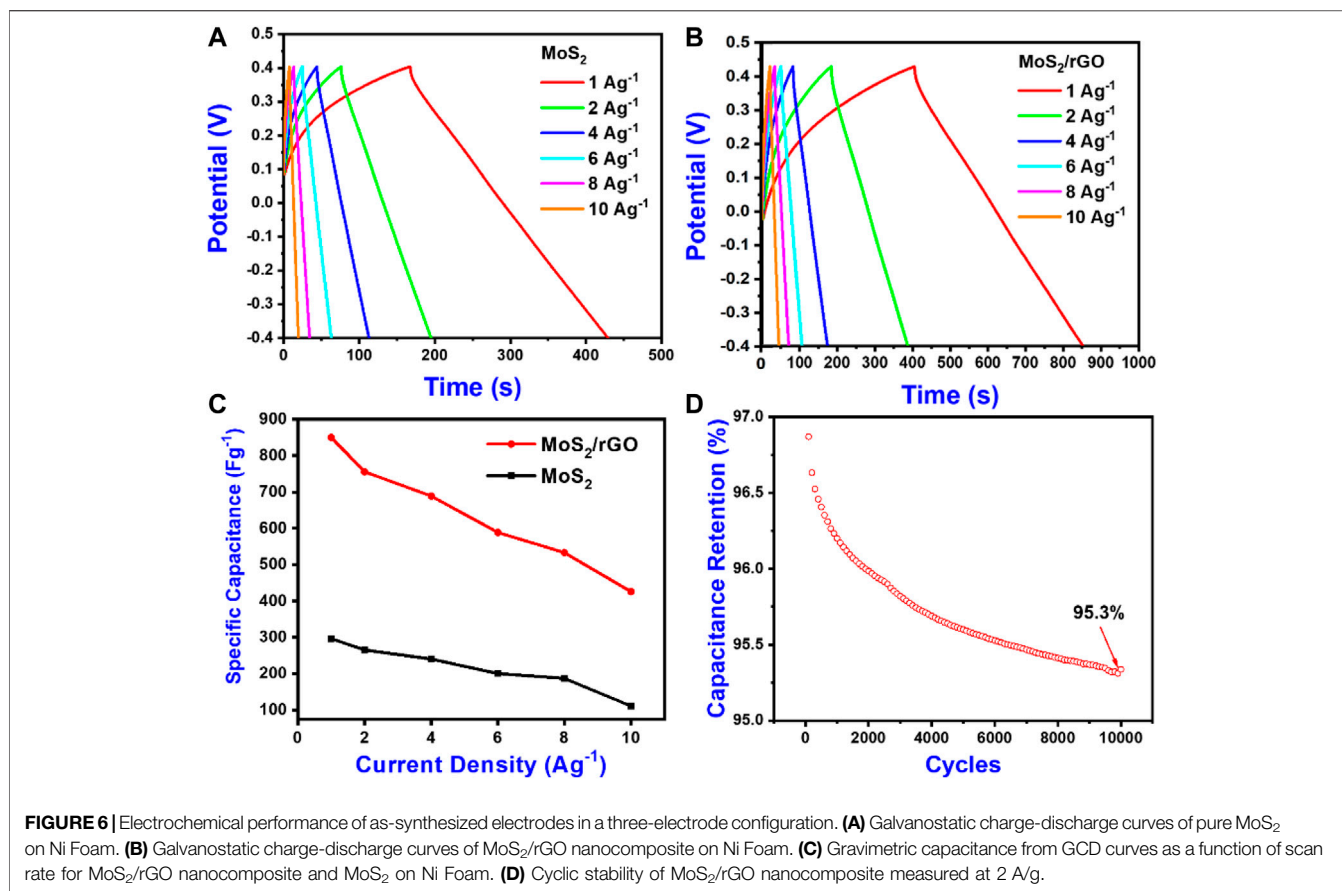 A
MoS₂
1 Ag⁻¹
2 Ag⁻¹
4 Ag⁻¹
6 Ag⁻¹
8 Ag⁻¹
10 Ag⁻¹
Potential (V)
0.5
0.4
0.3
0.2
0.1
0.0
-0.1
-0.2
-0.3
-0.4
0
100
200
300
400
500
Time (s)
B
MoS₂/rGO
1 Ag⁻¹
2 Ag⁻¹
4 Ag⁻¹
6 Ag⁻¹
8 Ag⁻¹
10 Ag⁻¹
Potential (V)
0.5
0.4
0.3
0.2
0.1
0.0
-0.1
-0.2
-0.3
-0.4
0
100
200
300
400
500
600
700
800
900
1000
Time (s)
C
MoS₂/rGO
MoS₂
Specific Capacitance (Fg⁻¹)
900
800
700
600
500
400
300
200
100
2
4
6
8
10
Current Density (Ag⁻¹)
D
95.3%
Capacitance Retention (%)
97.0
96.5
96.0
95.5
95.0
0
2000
4000
6000
8000
10000
Cycles
FIGURE 6 | Electrochemical performance of as-synthesized electrodes in a three-electrode configuration. (A) Galvanostatic charge-discharge curves of pure MoS₂
on Ni Foam. (B) Galvanostatic charge-discharge curves of MoS₂/rGO nanocomposite on Ni Foam. (C) Gravimetric capacitance from GCD curves as a function of scan
rate for MoS₂/rGO nanocomposite and MoS₂ on Ni Foam. (D) Cyclic stability of MoS₂/rGO nanocomposite measured at 2 A/g.